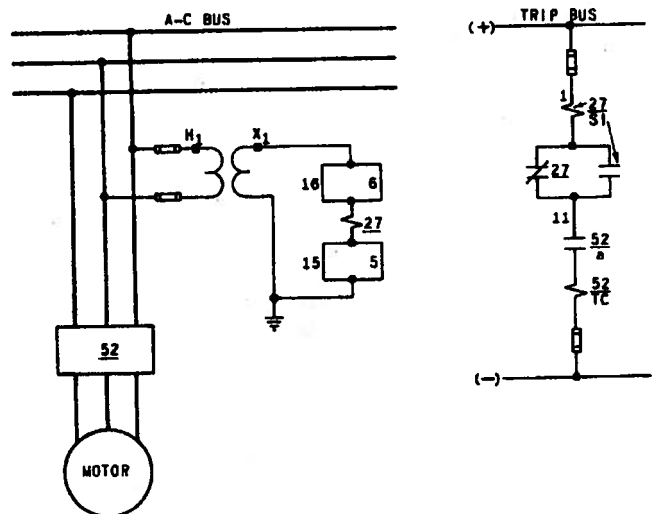 A-C BUS
H1
X1
16 6
27
15 5
52
MOTOR
TRIP BUS
(+)
1
27
SI
27
11
52
a
52
TC
(-)